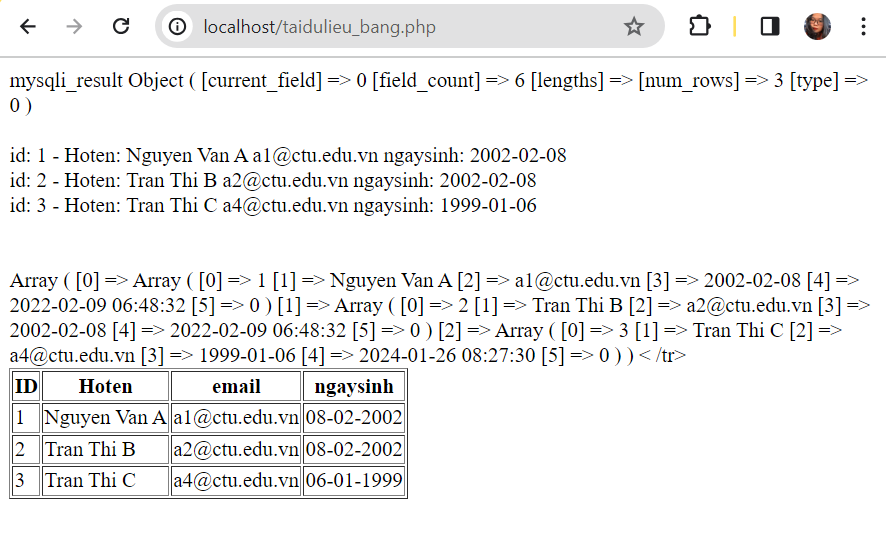 localhost/taidulieu_bang.php
mysqli_result Object ( [current_field] => 0 [field_count] => 6 [lengths] => [num_rows] => 3 [type] =>
0 )
id: 1 - Hoten: Nguyen Van A a1@ctu.edu.vn ngaysinh: 2002-02-08
id: 2 - Hoten: Tran Thi B a2@ctu.edu.vn ngaysinh: 2002-02-08
id: 3 - Hoten: Tran Thi C a4@ctu.edu.vn ngaysinh: 1999-01-06
Array ( [0] => Array ( [0] => 1 [1] => Nguyen Van A [2] => a1@ctu.edu.vn [3] => 2002-02-08 [4] =>
2022-02-09 06:48:32 [5] => 0 ) [1] => Array ( [0] => 2 [1] => Tran Thi B [2] => a2@ctu.edu.vn [3] =>
2002-02-08 [4] => 2022-02-09 06:48:32 [5] => 0 ) [2] => Array ( [0] => 3 [1] => Tran Thi C [2] =>
a4@ctu.edu.vn [3] => 1999-01-06 [4] => 2024-01-26 08:27:30 [5] => 0 ) ) < /tr>
ID Hoten email ngaysinh
1 Nguyen Van A a1@ctu.edu.vn 08-02-2002
2 Tran Thi B a2@ctu.edu.vn 08-02-2002
3 Tran Thi C a4@ctu.edu.vn 06-01-1999